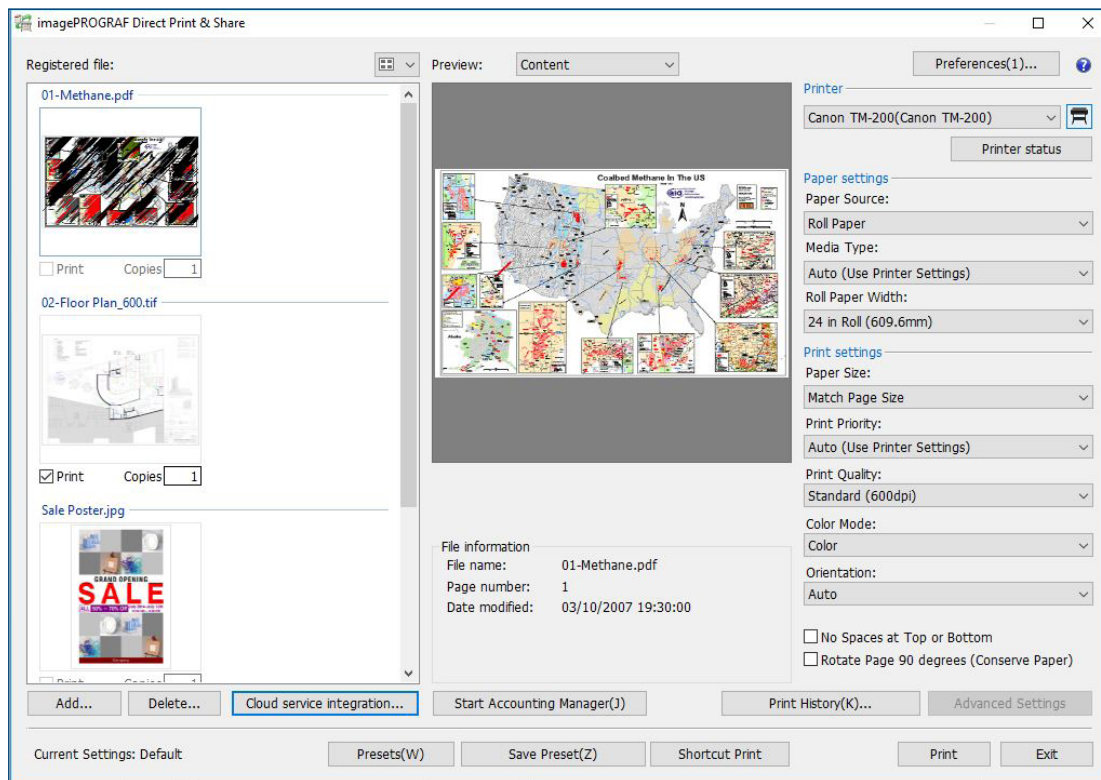 imagePROGRAF Direct Print & Share
Registered file:
Preview:
Content
Preferences(1)...
01-Methane.pdf
Print
Copies
1
02-Floor Plan_600.tif
Print
Copies
1
Sale Poster.jpg
GRAND OPENING
SALE
Print
Copies
Coalbed Methane In The US
eia
N
File information
File name:
01-Methane.pdf
Page number:
1
Date modified:
03/10/2007 19:30:00
Printer
Canon TM-200(Canon TM-200)
Printer status
Paper settings
Paper Source:
Roll Paper
Media Type:
Auto (Use Printer Settings)
Roll Paper Width:
24 in Roll (609.6mm)
Print settings
Paper Size:
Match Page Size
Print Priority:
Auto (Use Printer Settings)
Print Quality:
Standard (600dpi)
Color Mode:
Color
Orientation:
Auto
No Spaces at Top or Bottom
Rotate Page 90 degrees (Conserve Paper)
Add...
Delete...
Cloud service integration...
Start Accounting Manager(J)
Print History(K)...
Advanced Settings
Current Settings: Default
Presets(W)
Save Preset(Z)
Shortcut Print
Print
Exit